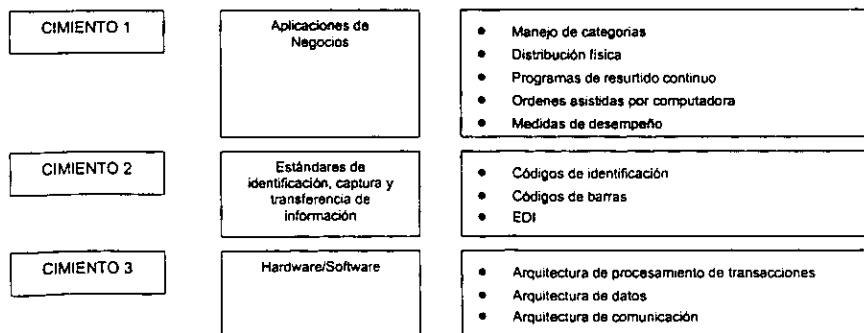 CIMIENTO 1
Aplicaciones de
Negocios
• Manejo de categorias
• Distribución física
• Programas de resurtido continuo
• Ordenes asistidas por computadora
• Medidas de desempeño
CIMIENTO 2
Estándares de
identificación, captura y
transferencia de
información
• Códigos de identificación
• Códigos de barras
• EDI
CIMIENTO 3
Hardware/Software
• Arquitectura de procesamiento de transacciones
• Arquitectura de datos
• Arquitectura de comunicación